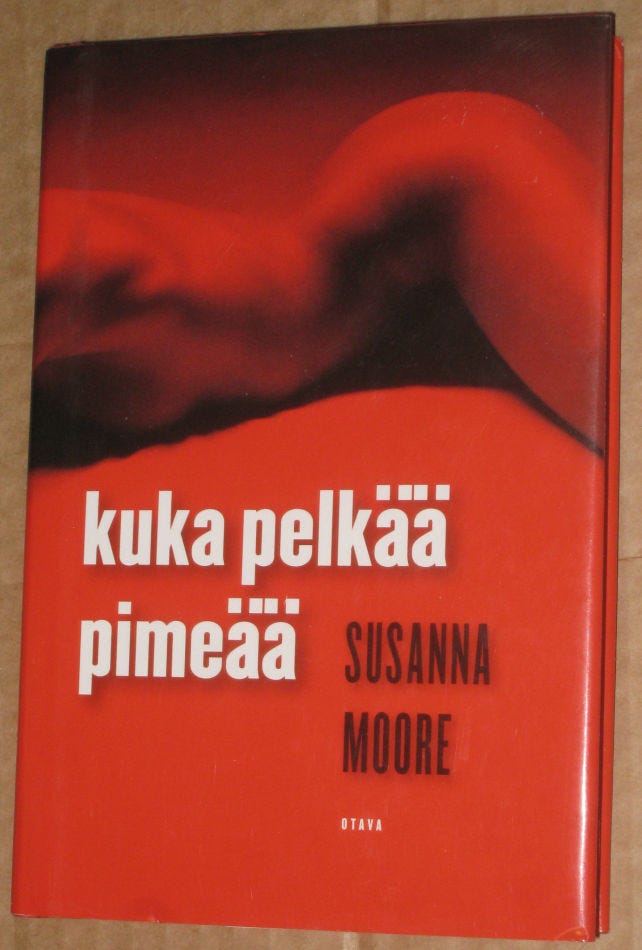 kuka pelkää
pimeää
SUSANNA
MOORE
OTAVA